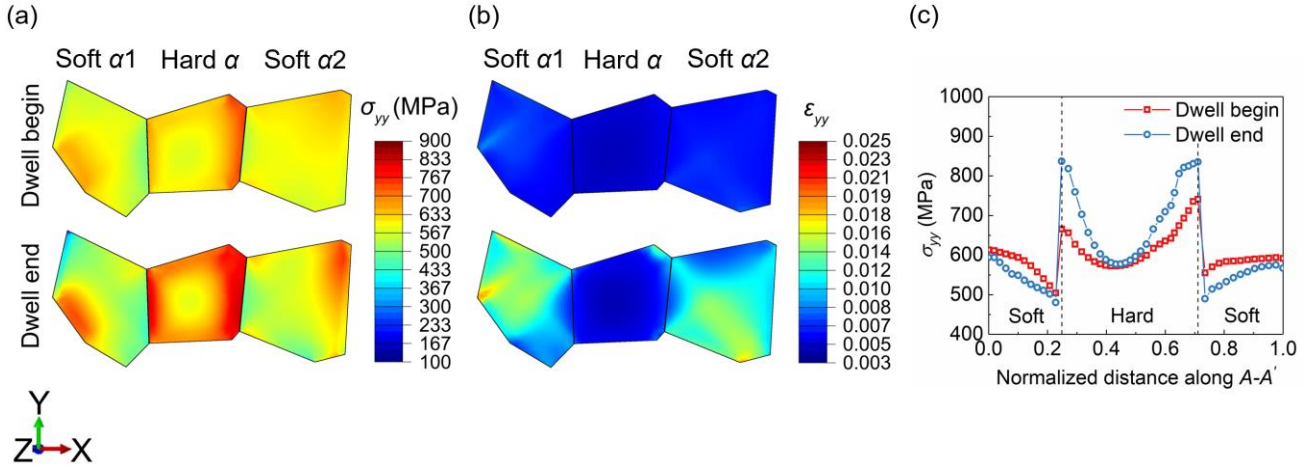 (a)
Soft α1 Hard α Soft α2
Dwell begin
Dwell end
σyy (MPa)
900
833
767
700
633
567
500
433
367
300
233
167
100
(b)
Soft α1 Hard α Soft α2
εyy
0.025
0.023
0.021
0.019
0.018
0.016
0.014
0.012
0.010
0.008
0.007
0.005
0.003
(c)
1000
900
800
700
600
500
400
σyy (MPa)
Dwell begin
Dwell end
Soft Hard Soft
0.0 0.2 0.4 0.6 0.8 1.0
Normalized distance along A-A'
Y
Z X